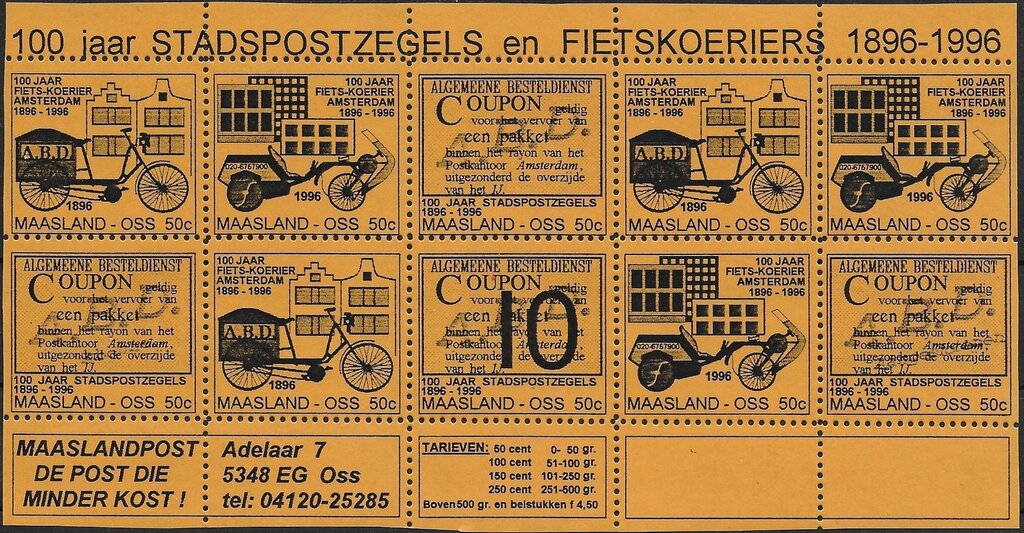 100 jaar STADSPOSTZEGELS en FIETSKOERIERS 1896-1996
100 JAAR
FIETS-KOERIER
AMSTERDAM
1896 - 1996
A.B.D
1896
MAASLAND - OSS 50c
100 JAAR
FIETS-KOERIER
AMSTERDAM
1896 - 1996
020-6757900
1996
MAASLAND - OSS 50c
ALGEMEENE BESTELDIENST
COUPON geldig
voor het vervoer van
een pakket
binnen het rayon van het
Postkantoor Amsterdam,
uitgezonderd de overzijde
van het IJ.
100 JAAR STADSPOSTZEGELS
1896 - 1996
MAASLAND - OSS 50c
100 JAAR
FIETS-KOERIER
AMSTERDAM
1896 - 1996
A.B.D
1896
MAASLAND - OSS 50c
100 JAAR
FIETS-KOERIER
AMSTERDAM
1896 - 1996
020-6757900
1996
MAASLAND - OSS 50c
ALGEMEENE BESTELDIENST
COUPON geldig
voor het vervoer van
een pakket
binnen het rayon van het
Postkantoor Amsterdam,
uitgezonderd de overzijde
van het IJ.
100 JAAR STADSPOSTZEGELS
1896 - 1996
MAASLAND - OSS 50c
100 JAAR
FIETS-KOERIER
AMSTERDAM
1896 - 1996
A.B.D
1896
MAASLAND - OSS 50c
ALGEMEENE BESTELDIENST
COUPON geldig
voor het vervoer van
een pakket
binnen het rayon van het
Postkantoor Amsterdam,
uitgezonderd de overzijde
van het IJ.
10
100 JAAR STADSPOSTZEGELS
1896 - 1996
MAASLAND - OSS 50c
100 JAAR
FIETS-KOERIER
AMSTERDAM
1896 - 1996
020-6757900
1996
MAASLAND - OSS 50c
ALGEMEENE BESTELDIENST
COUPON geldig
voor het vervoer van
een pakket
binnen het rayon van het
Postkantoor Amsterdam,
uitgezonderd de overzijde
van het IJ.
100 JAAR STADSPOSTZEGELS
1896 - 1996
MAASLAND - OSS 50c
MAASLANDPOST
DE POST DIE
MINDER KOST !
Adelaar 7
5348 EG Oss
tel: 04120-25285
TARIEVEN: 50 cent 0- 50 gr.
100 cent 51-100 gr.
150 cent 101-250 gr.
250 cent 251-500 gr.
Boven 500 gr. en belstukken f 4,50